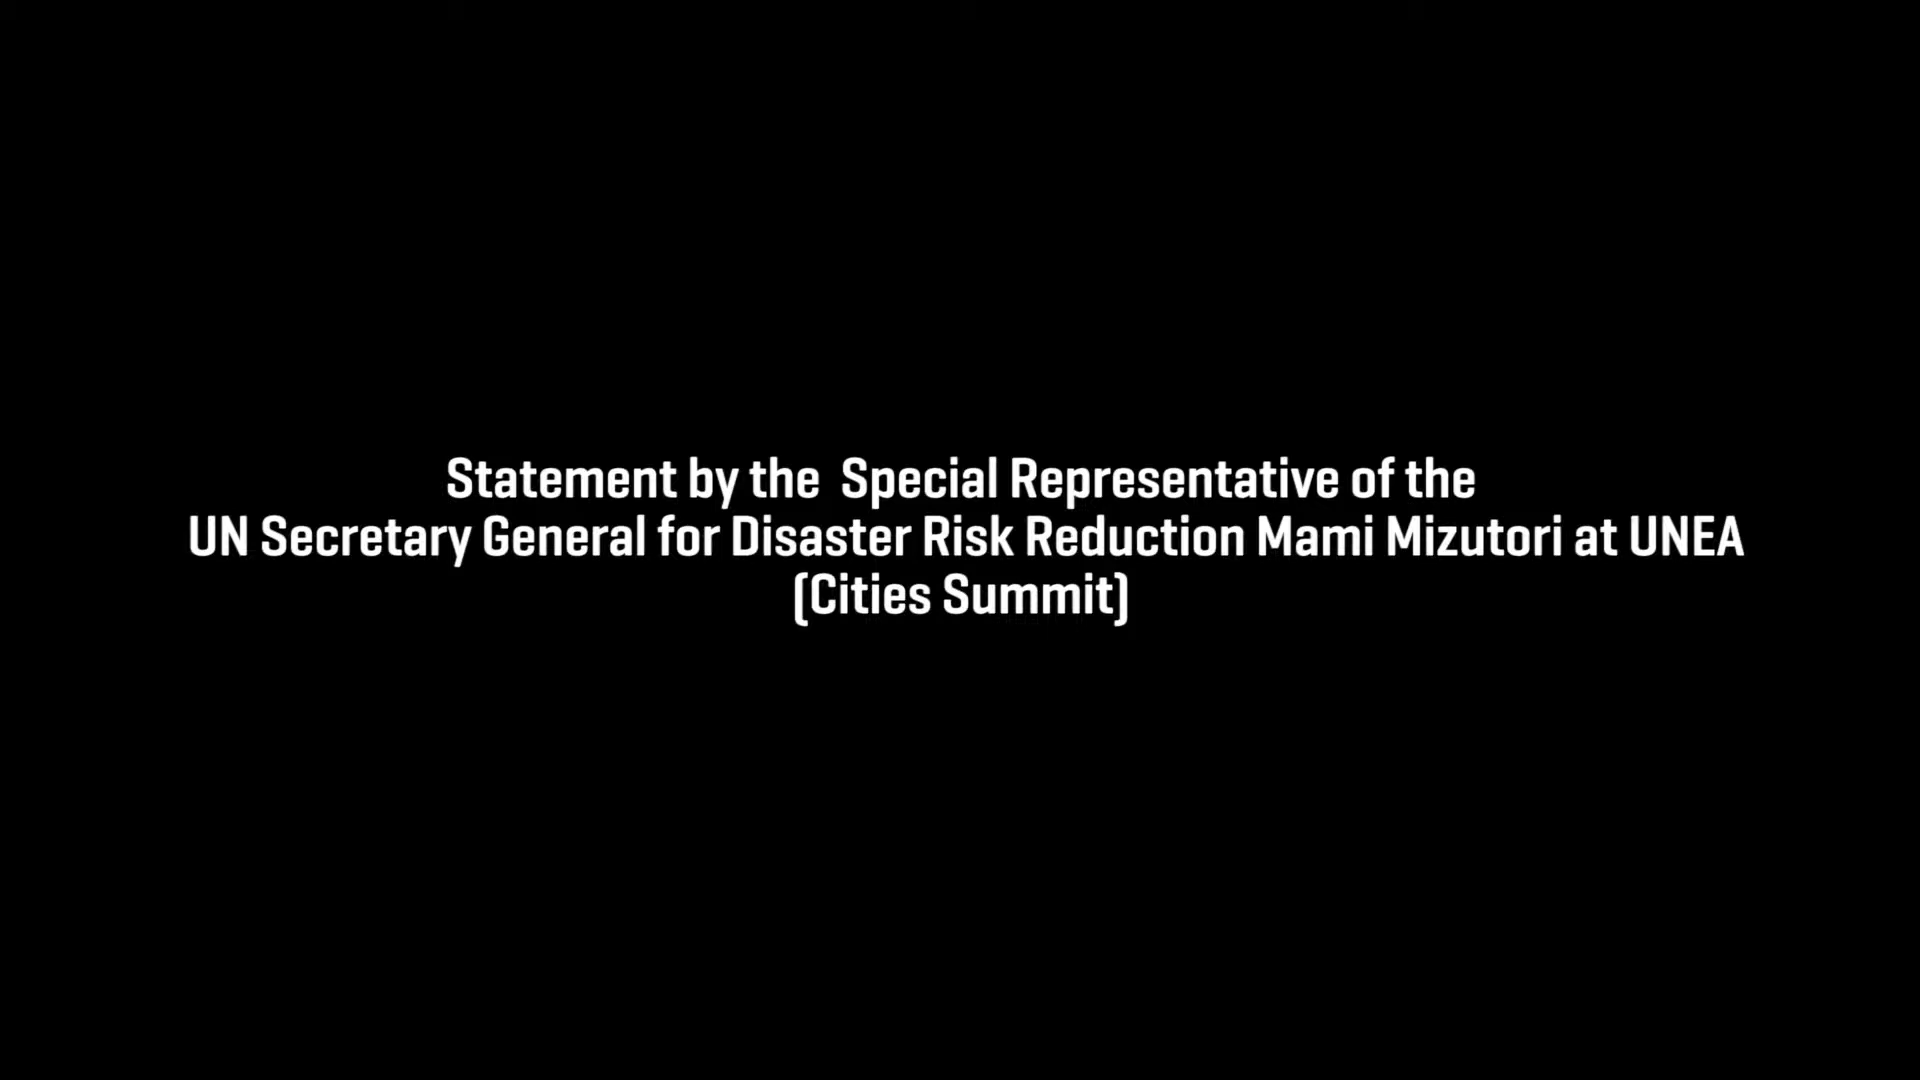 Statement by the  Special Representative of the
UN Secretary General for Disaster Risk Reduction Mami Mizutori at UNEA
(Cities Summit)